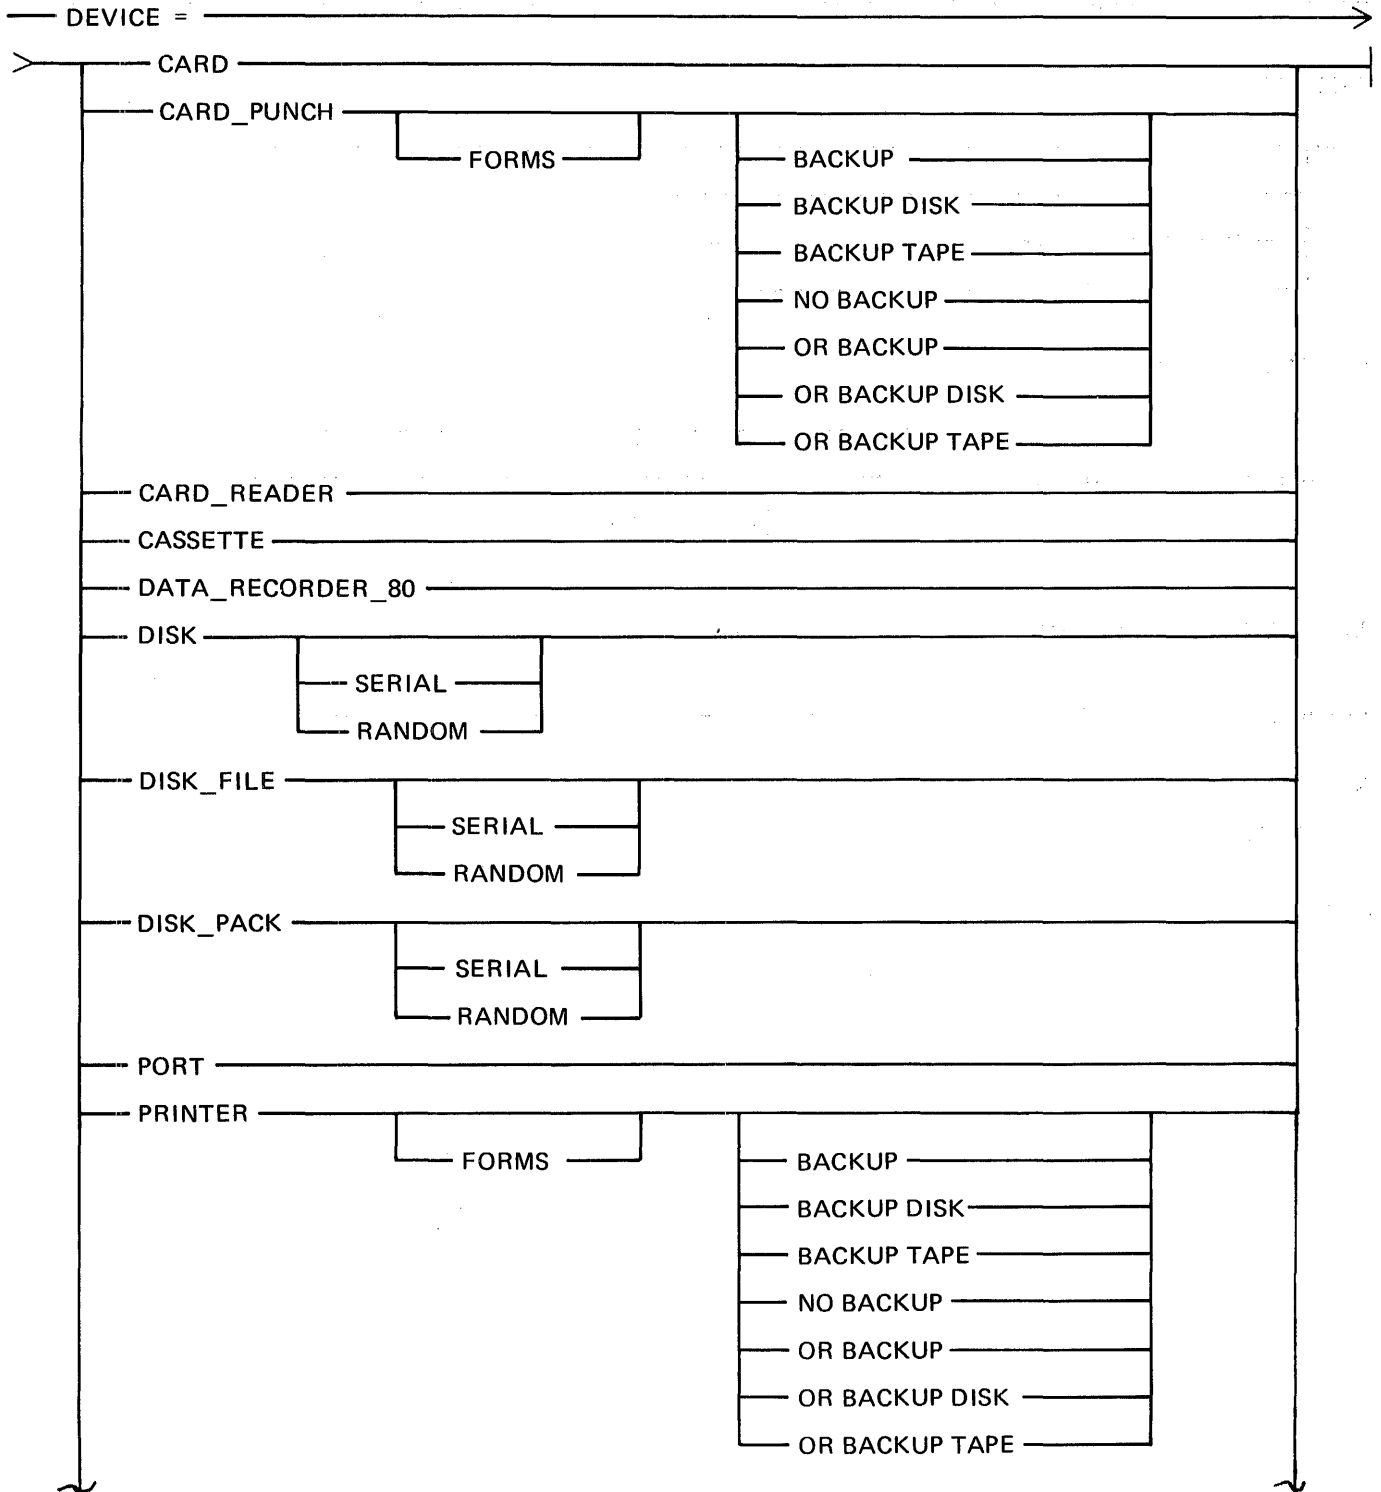 DEVICE =
CARD
CARD_PUNCH
FORMS
BACKUP
BACKUP DISK
BACKUP TAPE
NO BACKUP
OR BACKUP
OR BACKUP DISK
OR BACKUP TAPE
CARD_READER
CASSETTE
DATA_RECORDER_80
DISK
SERIAL
RANDOM
DISK_FILE
SERIAL
RANDOM
DISK_PACK
SERIAL
RANDOM
PORT
PRINTER
FORMS
BACKUP
BACKUP DISK
BACKUP TAPE
NO BACKUP
OR BACKUP
OR BACKUP DISK
OR BACKUP TAPE